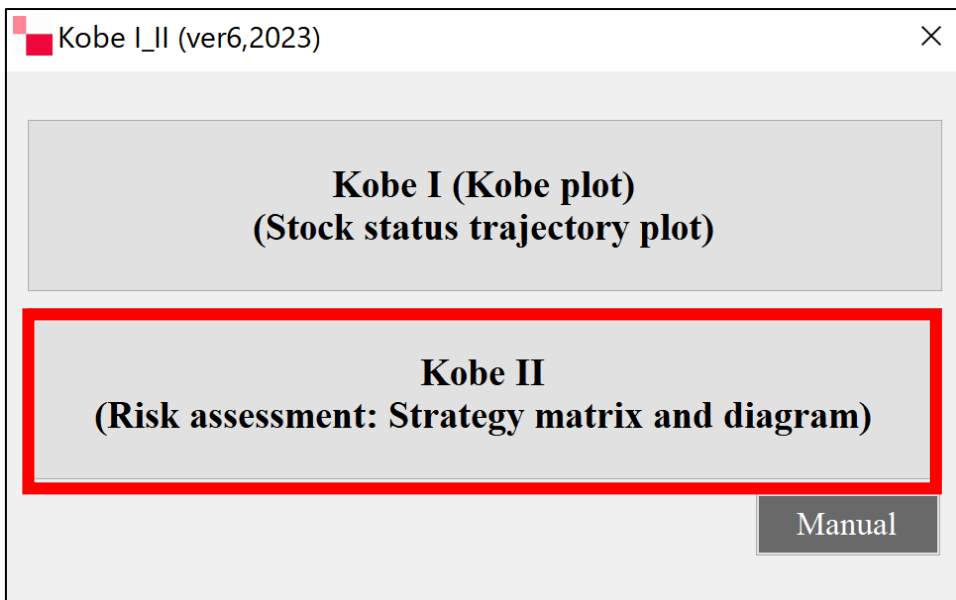 Kobe I_II (ver6,2023)
Kobe I (Kobe plot)
(Stock status trajectory plot)
Kobe II
(Risk assessment: Strategy matrix and diagram)
Manual